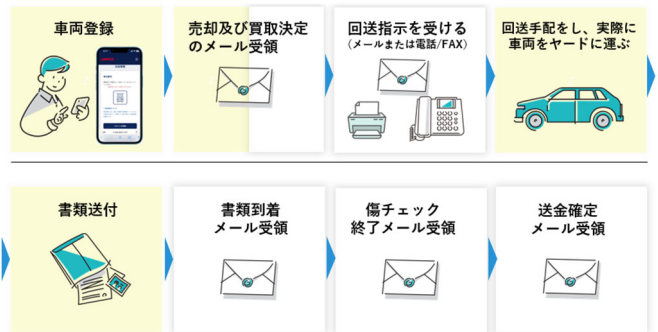 車両登録
売却及び買取決定
のメール受領
回送指示を受ける
（メールまたは電話/FAX）
回送手配をし、実際に
車両をヤードに運ぶ
書類送付
書類到着
メール受領
傷チェック
終了メール受領
送金確定
メール受領